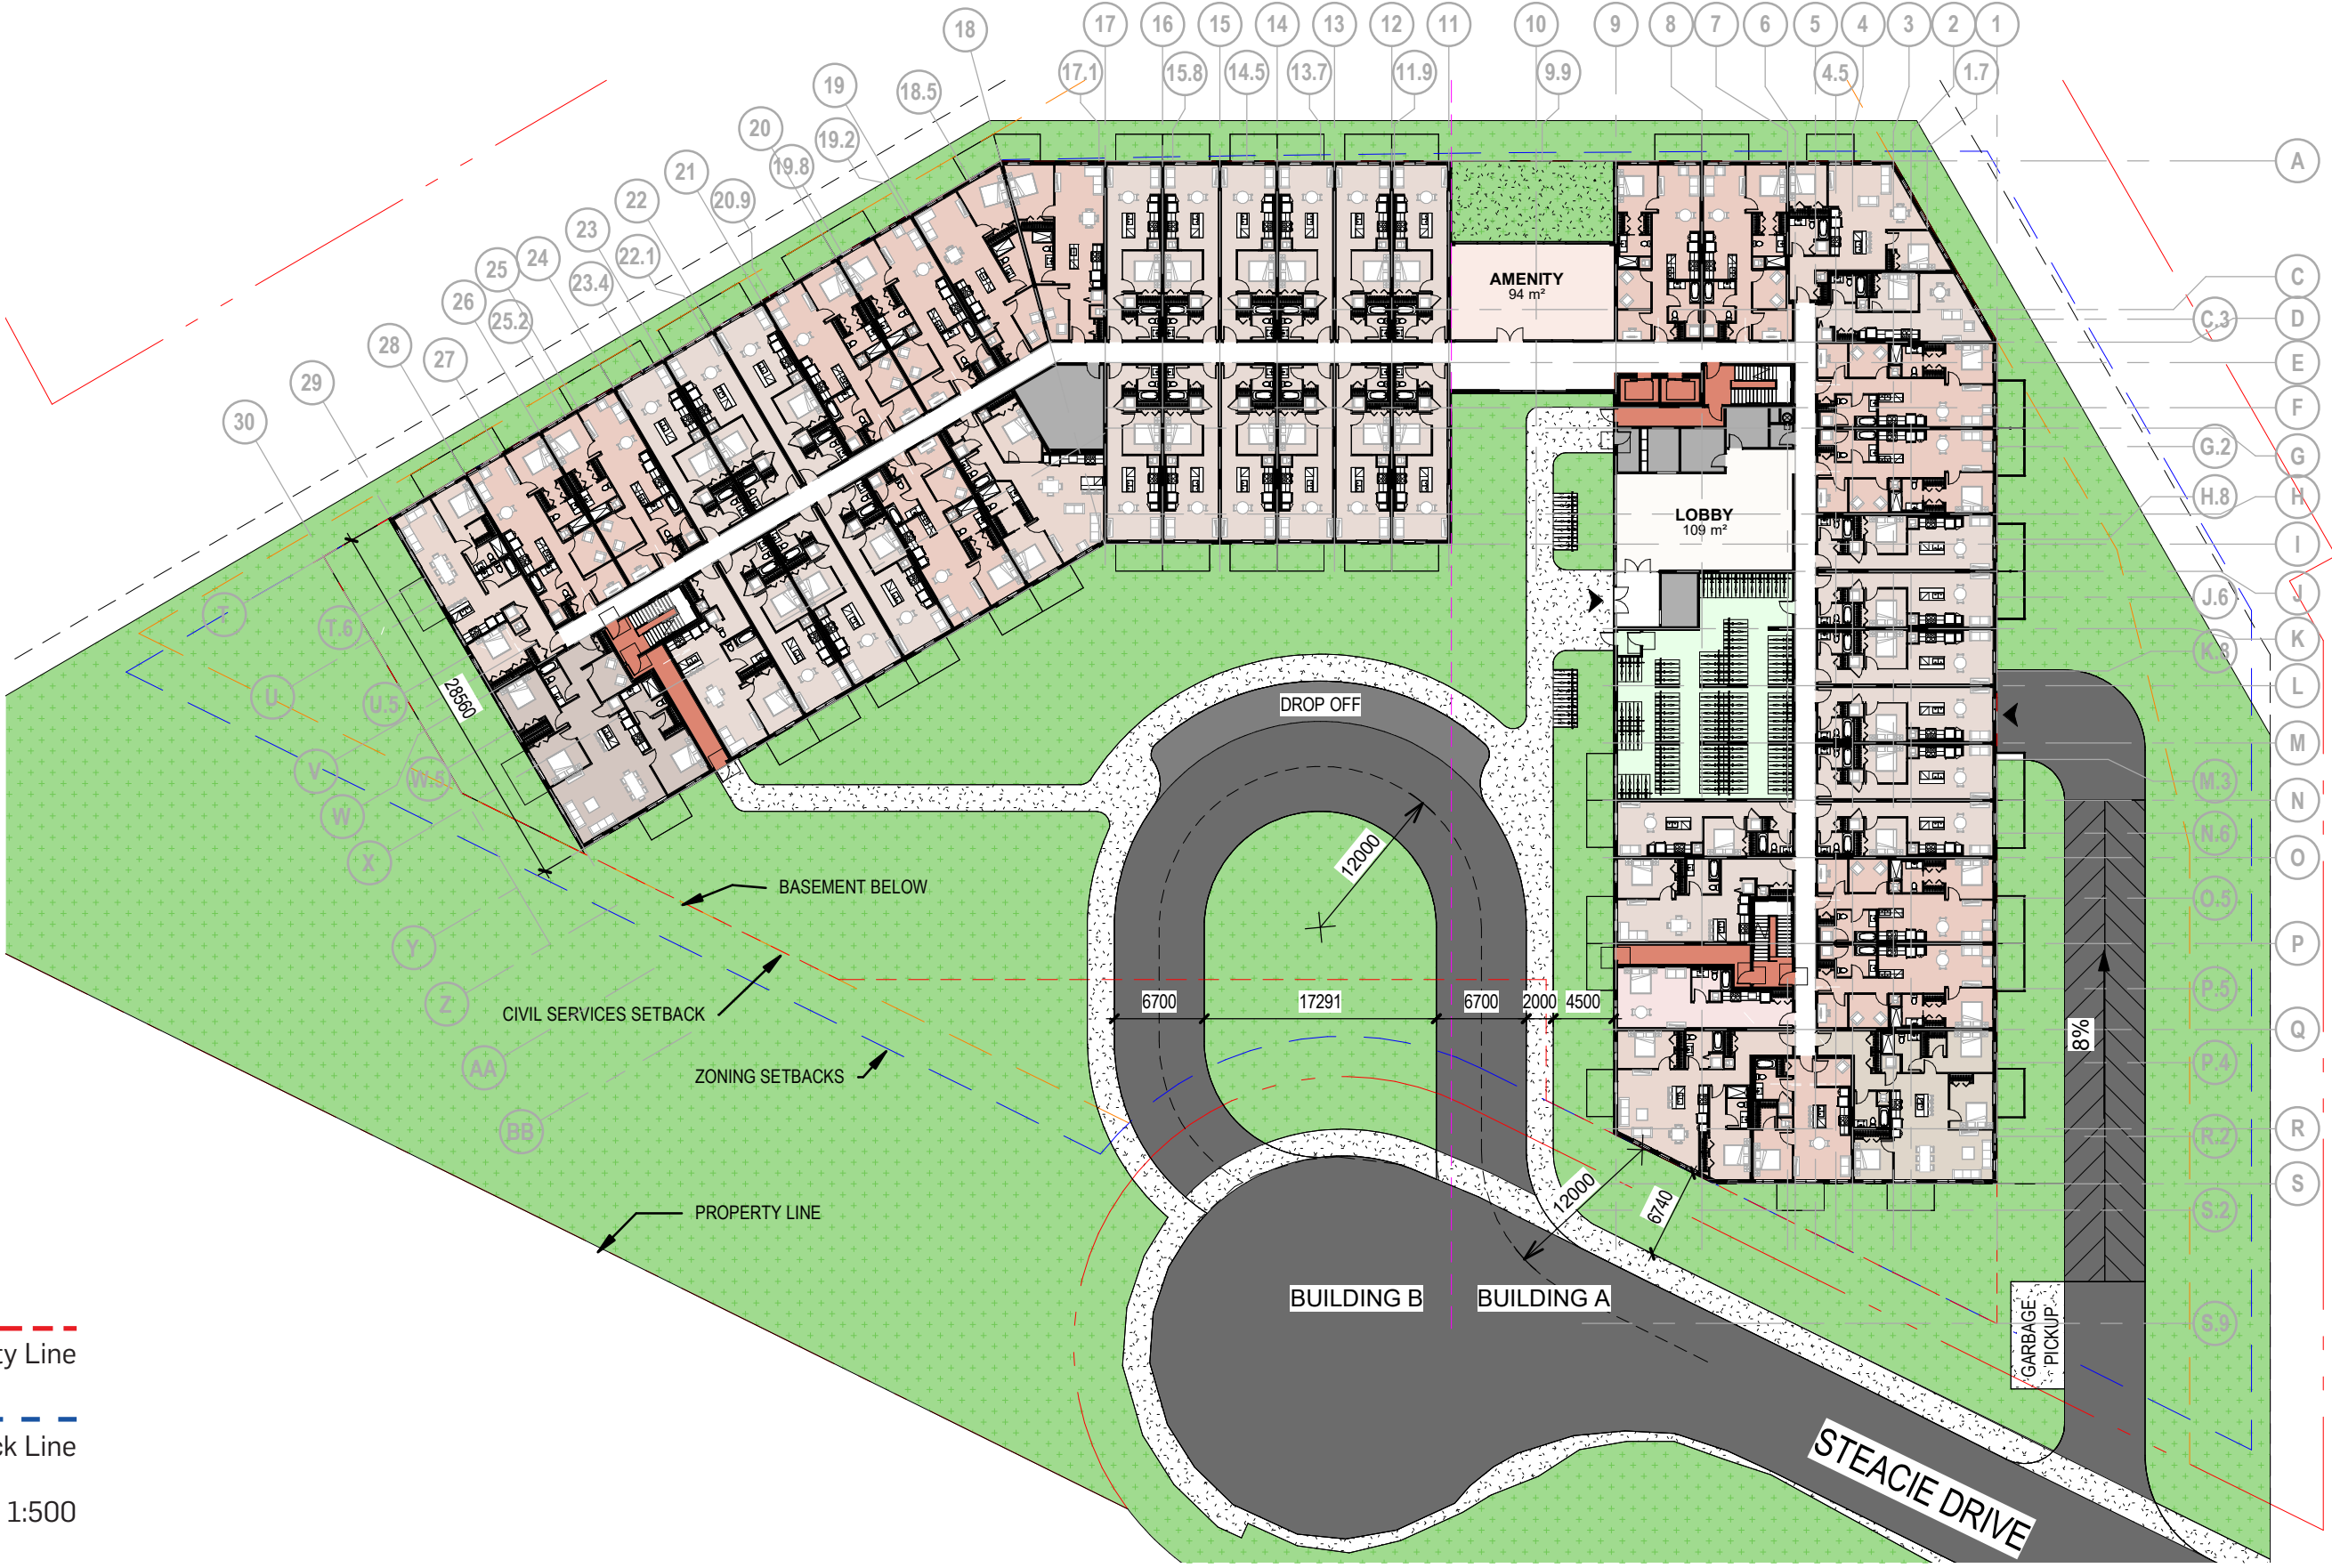 17
16
15
14
13
12
11
10
9
8
7
6
5
4
3
2
1
18
17.1
15.8
14.5
13.7
11.9
9.9
4.5
1.7
19
18.5
20
19.2
19.8
21
20.9
22
22.1
23
23.4
24
25
25.2
26
27
28
29
30
A
C
C.3
D
E
F
G.2
G
H.8
H
I
J.6
J
K
K.8
L
M
M.3
N
N.6
O
O.5
P
P.5
Q
P.4
R
R.2
S
S.2
S.9
T
T.6
U
U.5
V
W.5
W
X
Y
Z
AA
BB
AMENITY
94 m²
LOBBY
109 m²
28560
DROP OFF
12000
BASEMENT BELOW
CIVIL SERVICES SETBACK
ZONING SETBACKS
PROPERTY LINE
6700
17291
6700
2000
4500
12000
6740
8%
BUILDING B
BUILDING A
GARBAGE
PICKUP
STEACIE DRIVE
ty Line
ck Line
1:500